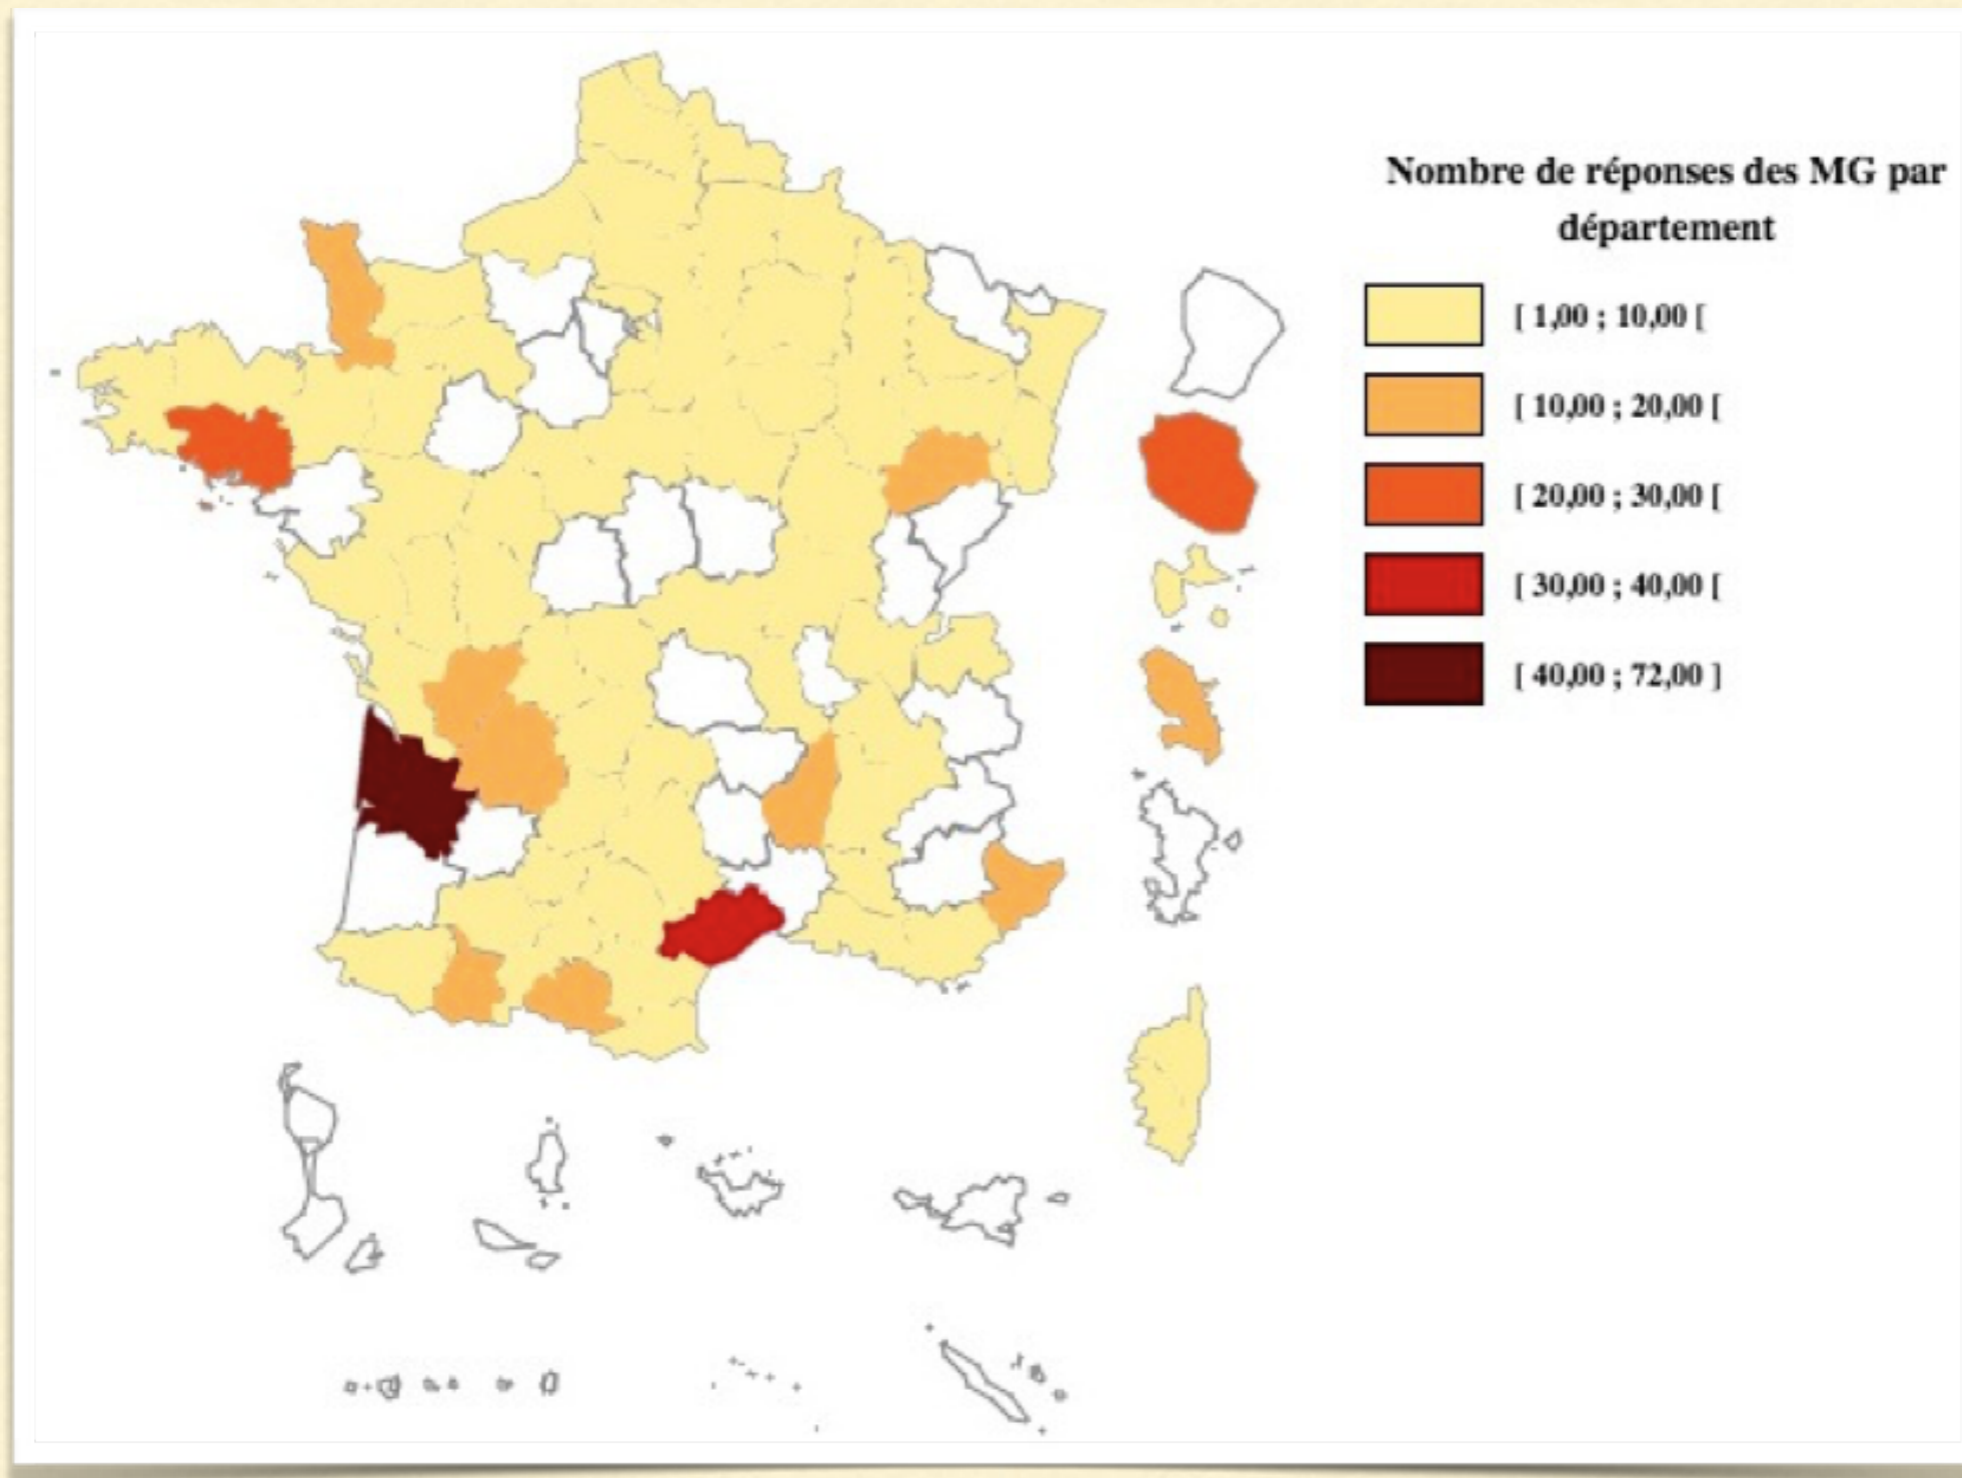 Nombre de réponses des MG par
département
[ 1,00 ; 10,00 [
[ 10,00 ; 20,00 [
[ 20,00 ; 30,00 [
[ 30,00 ; 40,00 [
[ 40,00 ; 72,00 ]